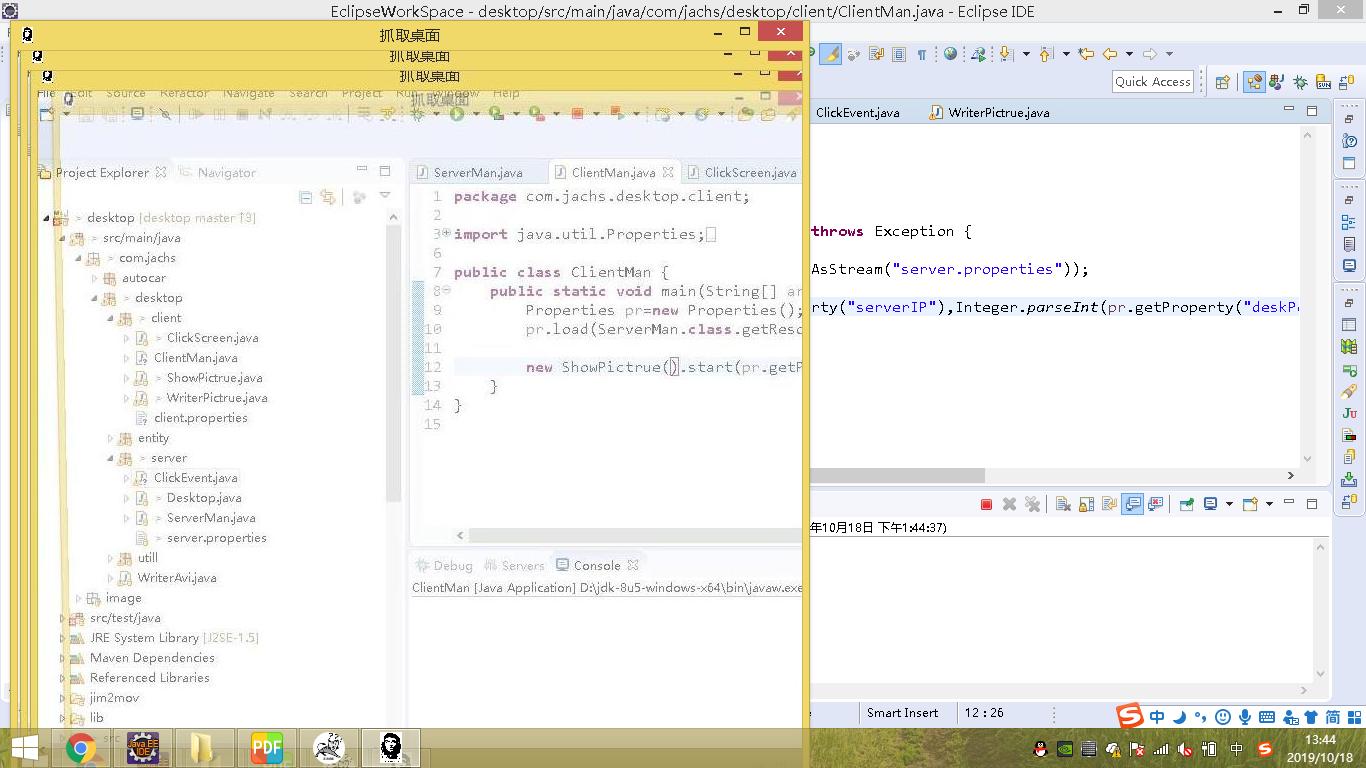 EclipseWorkSpace - desktop/src/main/java/com/jachs/desktop/client/ClientMan.java - Eclipse IDE
抓取桌面
抓取桌面
抓取桌面
抓取桌面
File Edit Source Refactor Navigate Search Project Run Window Help
Quick Access
Project Explorer
Navigator
ServerMan.java
ClientMan.java
ClickScreen.java
ClickEvent.java
WriterPictrue.java
desktop [desktop master ↑3]
> src/main/java
> com.jachs
autocar
> desktop
> client
> ClickScreen.java
ClientMan.java
> ShowPictrue.java
> WriterPictrue.java
client.properties
entity
> server
ClickEvent.java
> Desktop.java
> ServerMan.java
> server.properties
utill
WriterAvi.java
image
src/test/java
JRE System Library [J2SE-1.5]
Maven Dependencies
Referenced Libraries
jim2mov
lib
src
1 package com.jachs.desktop.client;
2
3 import java.util.Properties;
6
7 public class ClientMan {
8 public static void main(String[] ar
throws Exception {
9 Properties pr=new Properties();
10 pr.load(ServerMan.class.getReso
AsStream("server.properties"));
11
12 new ShowPictrue().start(pr.getP
rty("serverIP"),Integer.parseInt(pr.getProperty("deskPo
13 }
14 }
15
Debug
Servers
Console
ClientMan [Java Application] D:\jdk-8u5-windows-x64\bin\javaw.exe
年10月18日 下午1:44:37)
Smart Insert
12 : 26
中
简
Java EE
IDE
PDF
中
13:44
2019/10/18